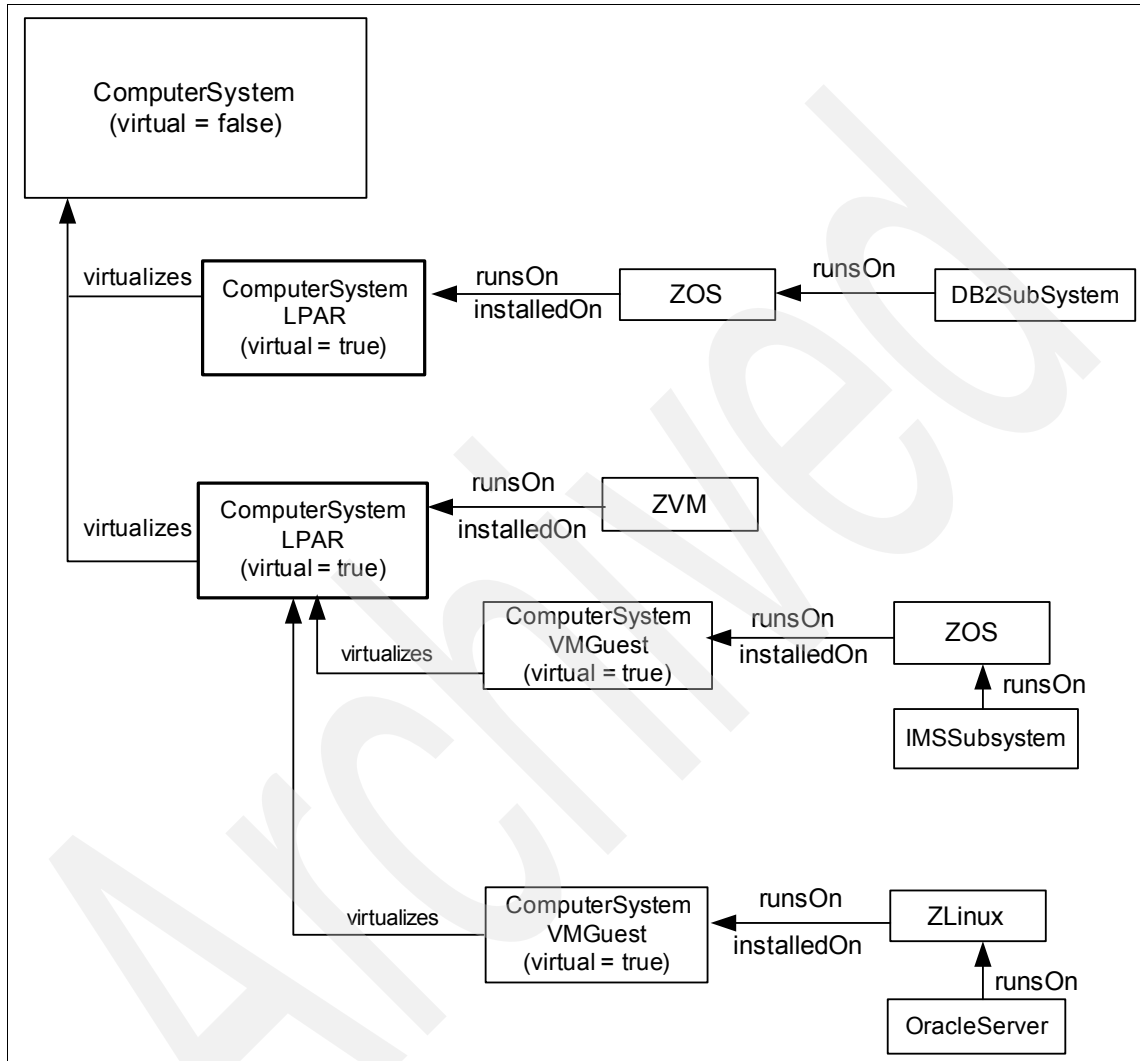 ComputerSystem
(virtual = false)
virtualizes
ComputerSystem
LPAR
(virtual = true)
runsOn
installedOn
ZOS
runsOn
DB2SubSystem
virtualizes
ComputerSystem
LPAR
(virtual = true)
runsOn
installedOn
ZVM
virtualizes
ComputerSystem
VMGuest
(virtual = true)
runsOn
installedOn
ZOS
runsOn
IMSSubsystem
virtualizes
ComputerSystem
VMGuest
(virtual = true)
runsOn
installedOn
ZLinux
runsOn
OracleServer
Archived